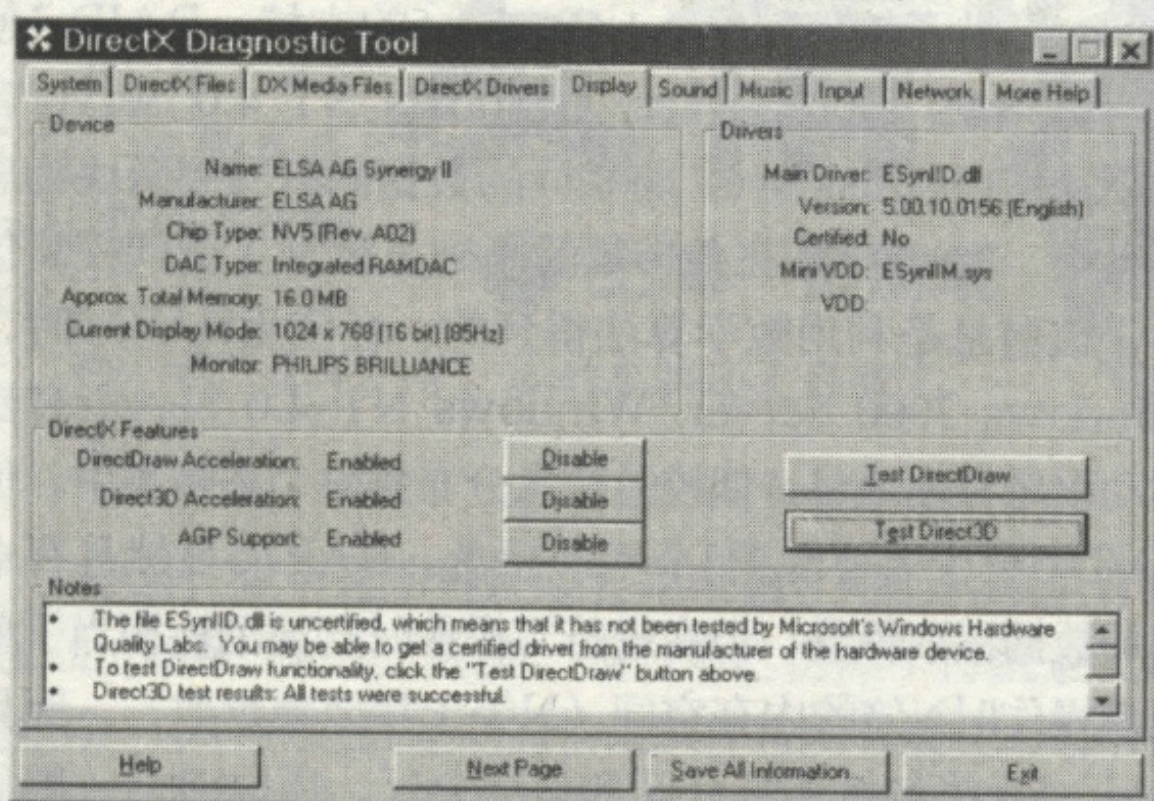 DirectX Diagnostic Tool
System DirectX Files DX Media Files DirectX Drivers Display Sound Music Input Network More Help
Device
Name: ELSA AG Synergy II
Manufacturer: ELSA AG
Chip Type: NV5 (Rev. A02)
DAC Type: Integrated RAMDAC
Approx. Total Memory: 16.0 MB
Current Display Mode: 1024 x 768 (16 bit) (85Hz)
Monitor: PHILIPS BRILLIANCE
Drivers
Main Driver: ESynIID.dll
Version: 5.00.10.0156 (English)
Certified: No
Mini VDD: ESynIIM.sys
VDD:
DirectX Features
DirectDraw Acceleration: Enabled Disable
Direct3D Acceleration: Enabled Disable
AGP Support: Enabled Disable
Test DirectDraw
Test Direct3D
Notes
• The file ESynIID.dll is uncertified, which means that it has not been tested by Microsoft's Windows Hardware
Quality Labs. You may be able to get a certified driver from the manufacturer of the hardware device.
• To test DirectDraw functionality, click the "Test DirectDraw" button above.
• Direct3D test results: All tests were successful.
Help Next Page Save All Information... Exit